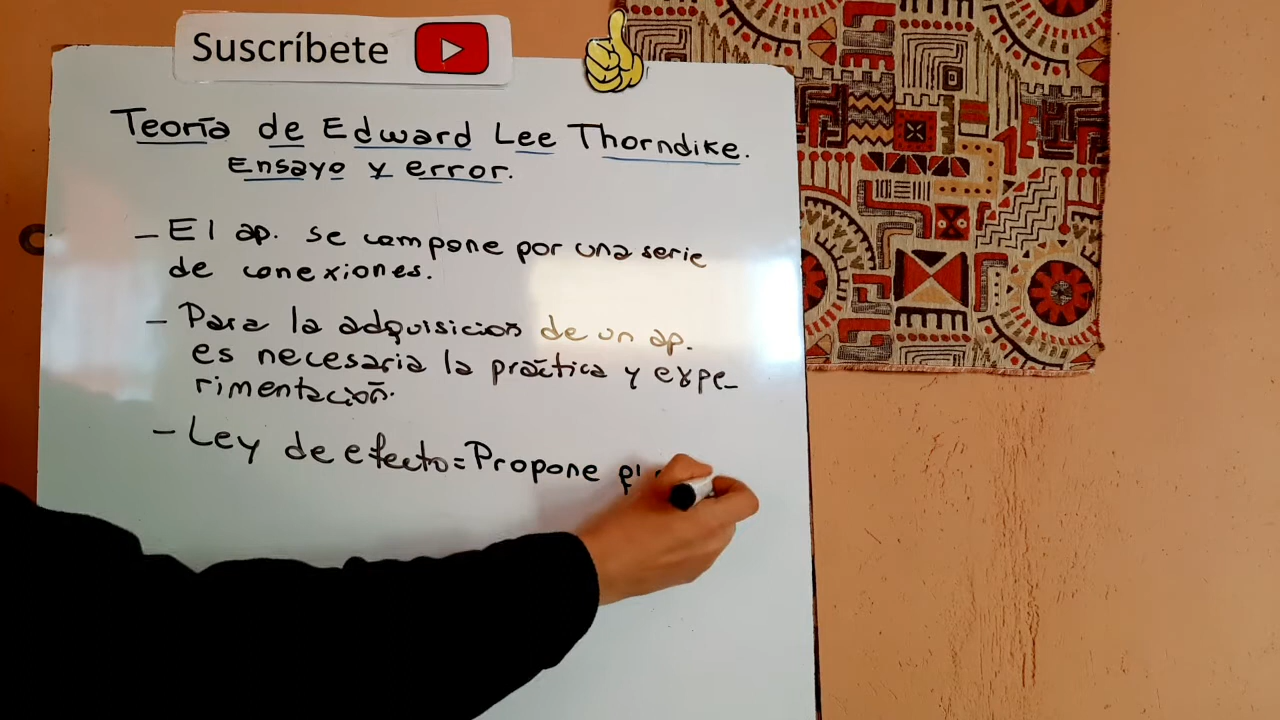 Suscríbete
Teoría de Edward Lee Thorndike.
Ensayo y error.
- El ap. se compone por una serie
de conexiones.
- Para la adquisición de un ap.
es necesaria la práctica y expe-
rimentación.
- Ley de efecto = Propone